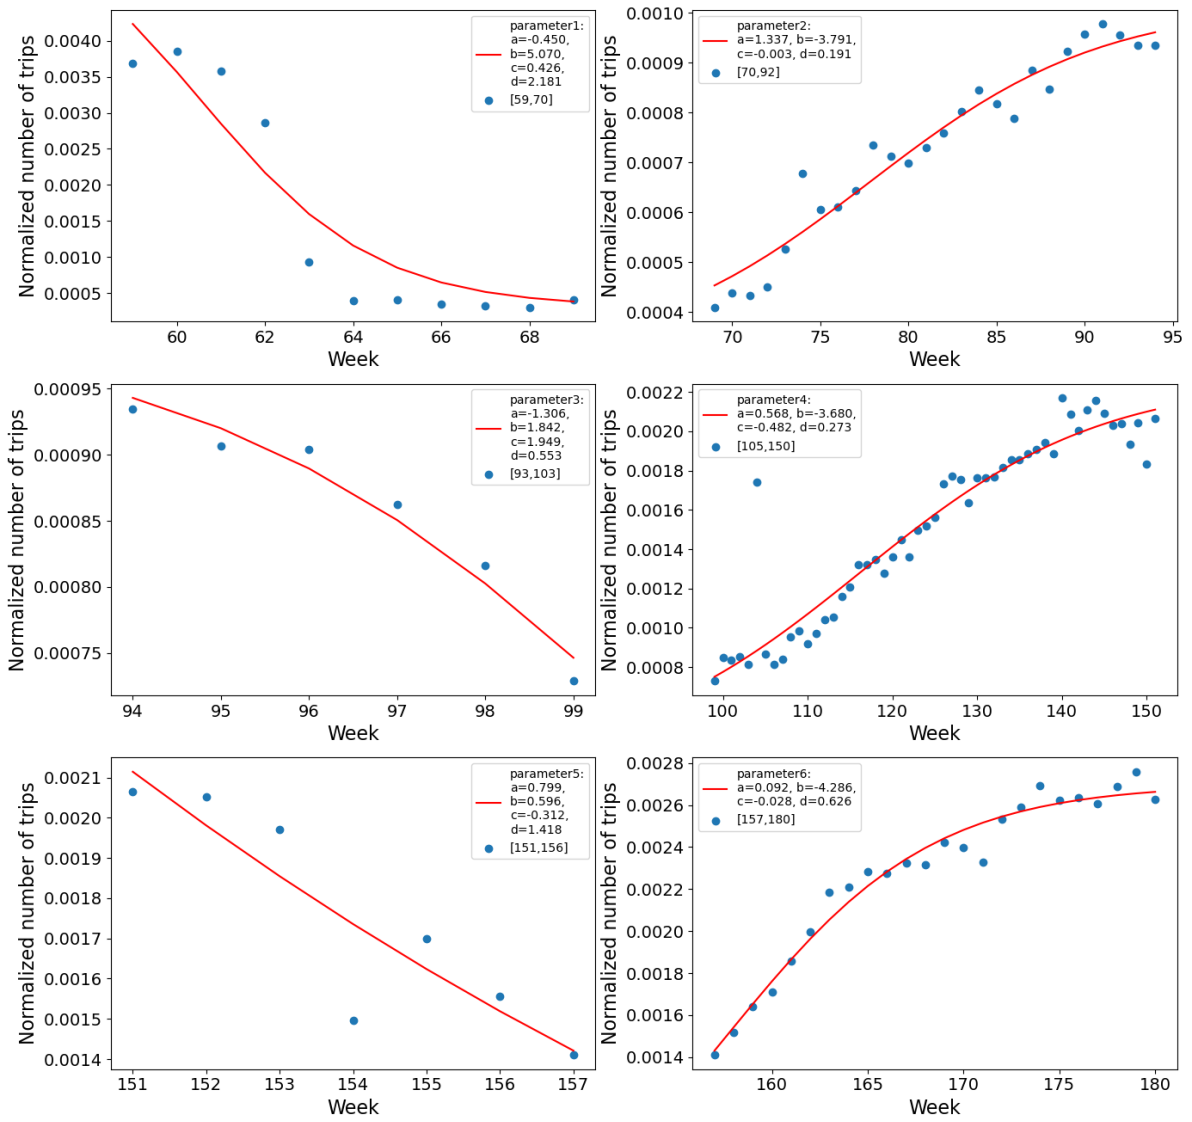 Normalized number of trips
0.0040
0.0035
0.0030
0.0025
0.0020
0.0015
0.0010
0.0005
parameter1:
a=-0.450,
b=5.070,
c=0.426,
d=2.181
[59,70]
60 62 64 66 68
Week
Normalized number of trips
0.0010
0.0009
0.0008
0.0007
0.0006
0.0005
0.0004
parameter2:
a=1.337, b=-3.791,
c=-0.003, d=0.191
[70,92]
70 75 80 85 90 95
Week
Normalized number of trips
0.00095
0.00090
0.00085
0.00080
0.00075
parameter3:
a=-1.306,
b=1.842,
c=1.949,
d=0.553
[93,103]
94 95 96 97 98 99
Week
Normalized number of trips
0.0022
0.0020
0.0018
0.0016
0.0014
0.0012
0.0010
0.0008
parameter4:
a=0.568, b=-3.680,
c=-0.482, d=0.273
[105,150]
100 110 120 130 140 150
Week
Normalized number of trips
0.0021
0.0020
0.0019
0.0018
0.0017
0.0016
0.0015
0.0014
parameter5:
a=0.799,
b=0.596,
c=-0.312,
d=1.418
[151,156]
151 152 153 154 155 156 157
Week
Normalized number of trips
0.0028
0.0026
0.0024
0.0022
0.0020
0.0018
0.0016
0.0014
parameter6:
a=0.092, b=-4.286,
c=-0.028, d=0.626
[157,180]
160 165 170 175 180
Week